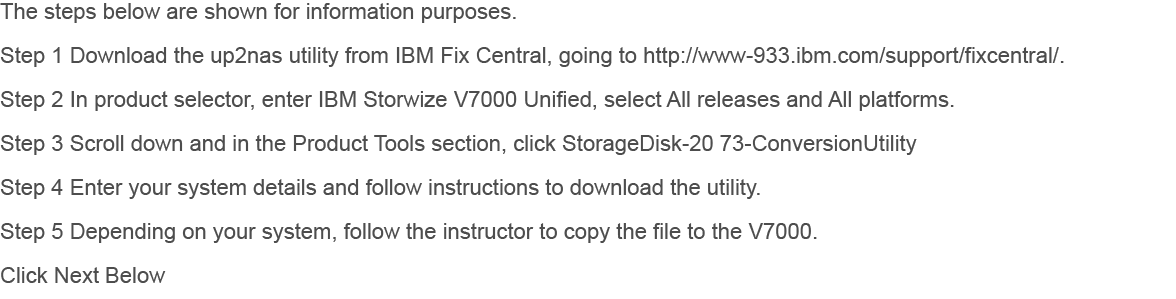 The steps below are shown for information purposes.
Step 1 Download the up2nas utility from IBM Fix Central, going to http://www-933.ibm.com/support/fixcentral/.
Step 2 In product selector, enter IBM Storwize V7000 Unified, select All releases and All platforms.
Step 3 Scroll down and in the Product Tools section, click StorageDisk-20 73-ConversionUtility
Step 4 Enter your system details and follow instructions to download the utility.
Step 5 Depending on your system, follow the instructor to copy the file to the V7000.
Click Next Below